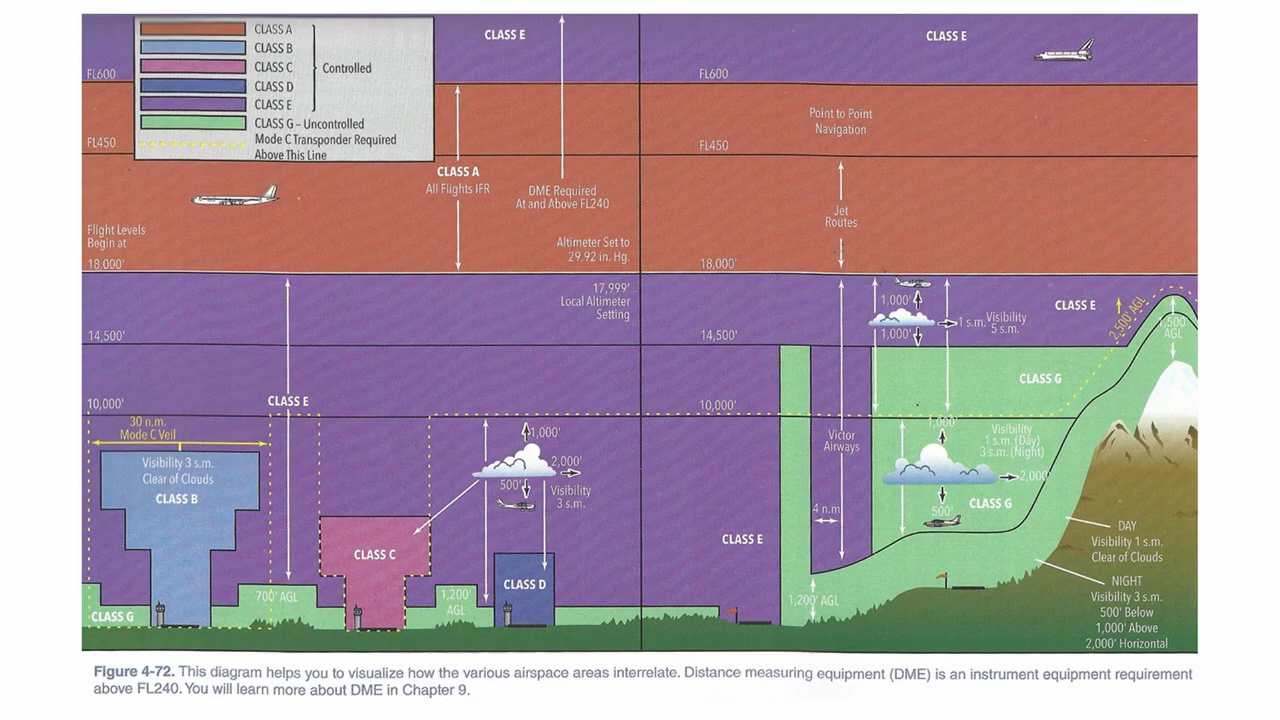 CLASS A
CLASS B
CLASS C
CLASS D
CLASS E
Controlled
CLASS G – Uncontrolled
Mode C Transponder Required
Above This Line
CLASS E
CLASS E
FL600
FL600
Point to Point
Navigation
FL450
FL450
CLASS A
All Flights IFR
DME Required
At and Above FL240
Jet
Routes
Flight Levels
Begin at
18,000'
Altimeter Set to
29.92 in. Hg.
18,000'
17,999'
Local Altimeter
Setting
1,000'
1,000'
1 s.m.
Visibility
5 s.m.
CLASS E
2,500' AGL
1,500'
AGL
14,500'
14,500'
CLASS G
CLASS E
10,000'
10,000'
30 n.m.
Mode C Veil
Visibility 3 s.m.
Clear of Clouds
CLASS B
1,000'
2,000'
500'
Visibility
3 s.m.
Victor
Airways
4 n.m.
1,000'
Visibility
1 s.m. (Day)
3 s.m. (Night)
2,000'
500'
CLASS G
CLASS E
CLASS C
CLASS D
700' AGL
1,200'
AGL
CLASS G
1,200' AGL
DAY
Visibility 1 s.m.
Clear of Clouds
NIGHT
Visibility 3 s.m.
500' Below
1,000' Above
2,000' Horizontal
Figure 4-72. This diagram helps you to visualize how the various airspace areas interrelate. Distance measuring equipment (DME) is an instrument equipment requirement
above FL240. You will learn more about DME in Chapter 9.